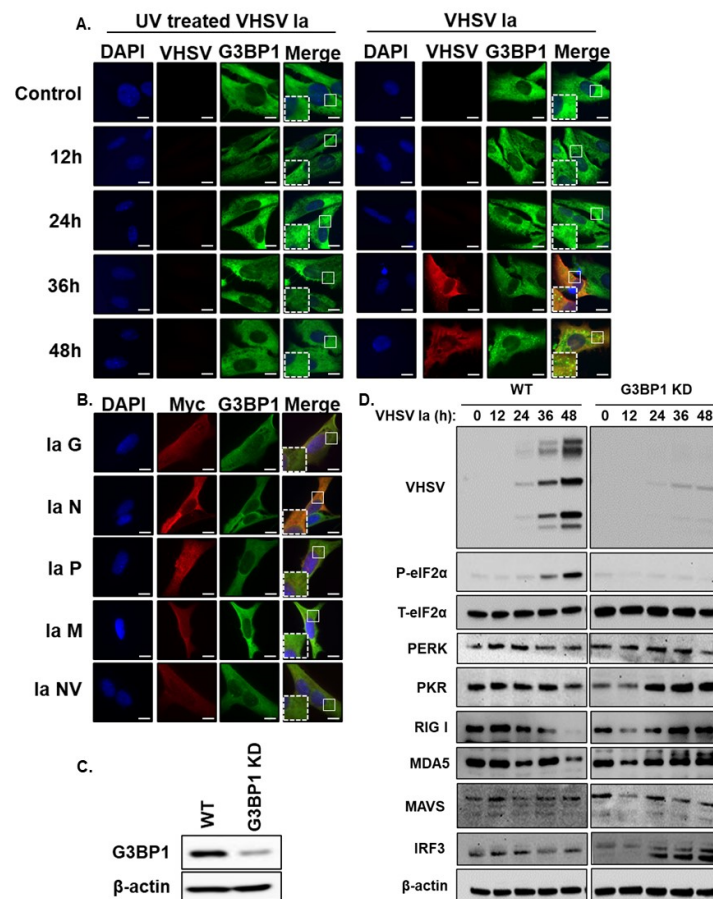 A.
UV treated VHSV Ia
VHSV Ia
DAPI VHSV G3BP1 Merge
DAPI VHSV G3BP1 Merge
Control
12h
24h
36h
48h
B.
DAPI Myc G3BP1 Merge
Ia G
Ia N
Ia P
Ia M
Ia NV
C.
WT
G3BP1 KD
G3BP1
β-actin
D.
WT
G3BP1 KD
VHSV Ia (h): 0 12 24 36 48 0 12 24 36 48
VHSV
P-eIF2α
T-eIF2α
PERK
PKR
RIG I
MDA5
MAVS
IRF3
β-actin